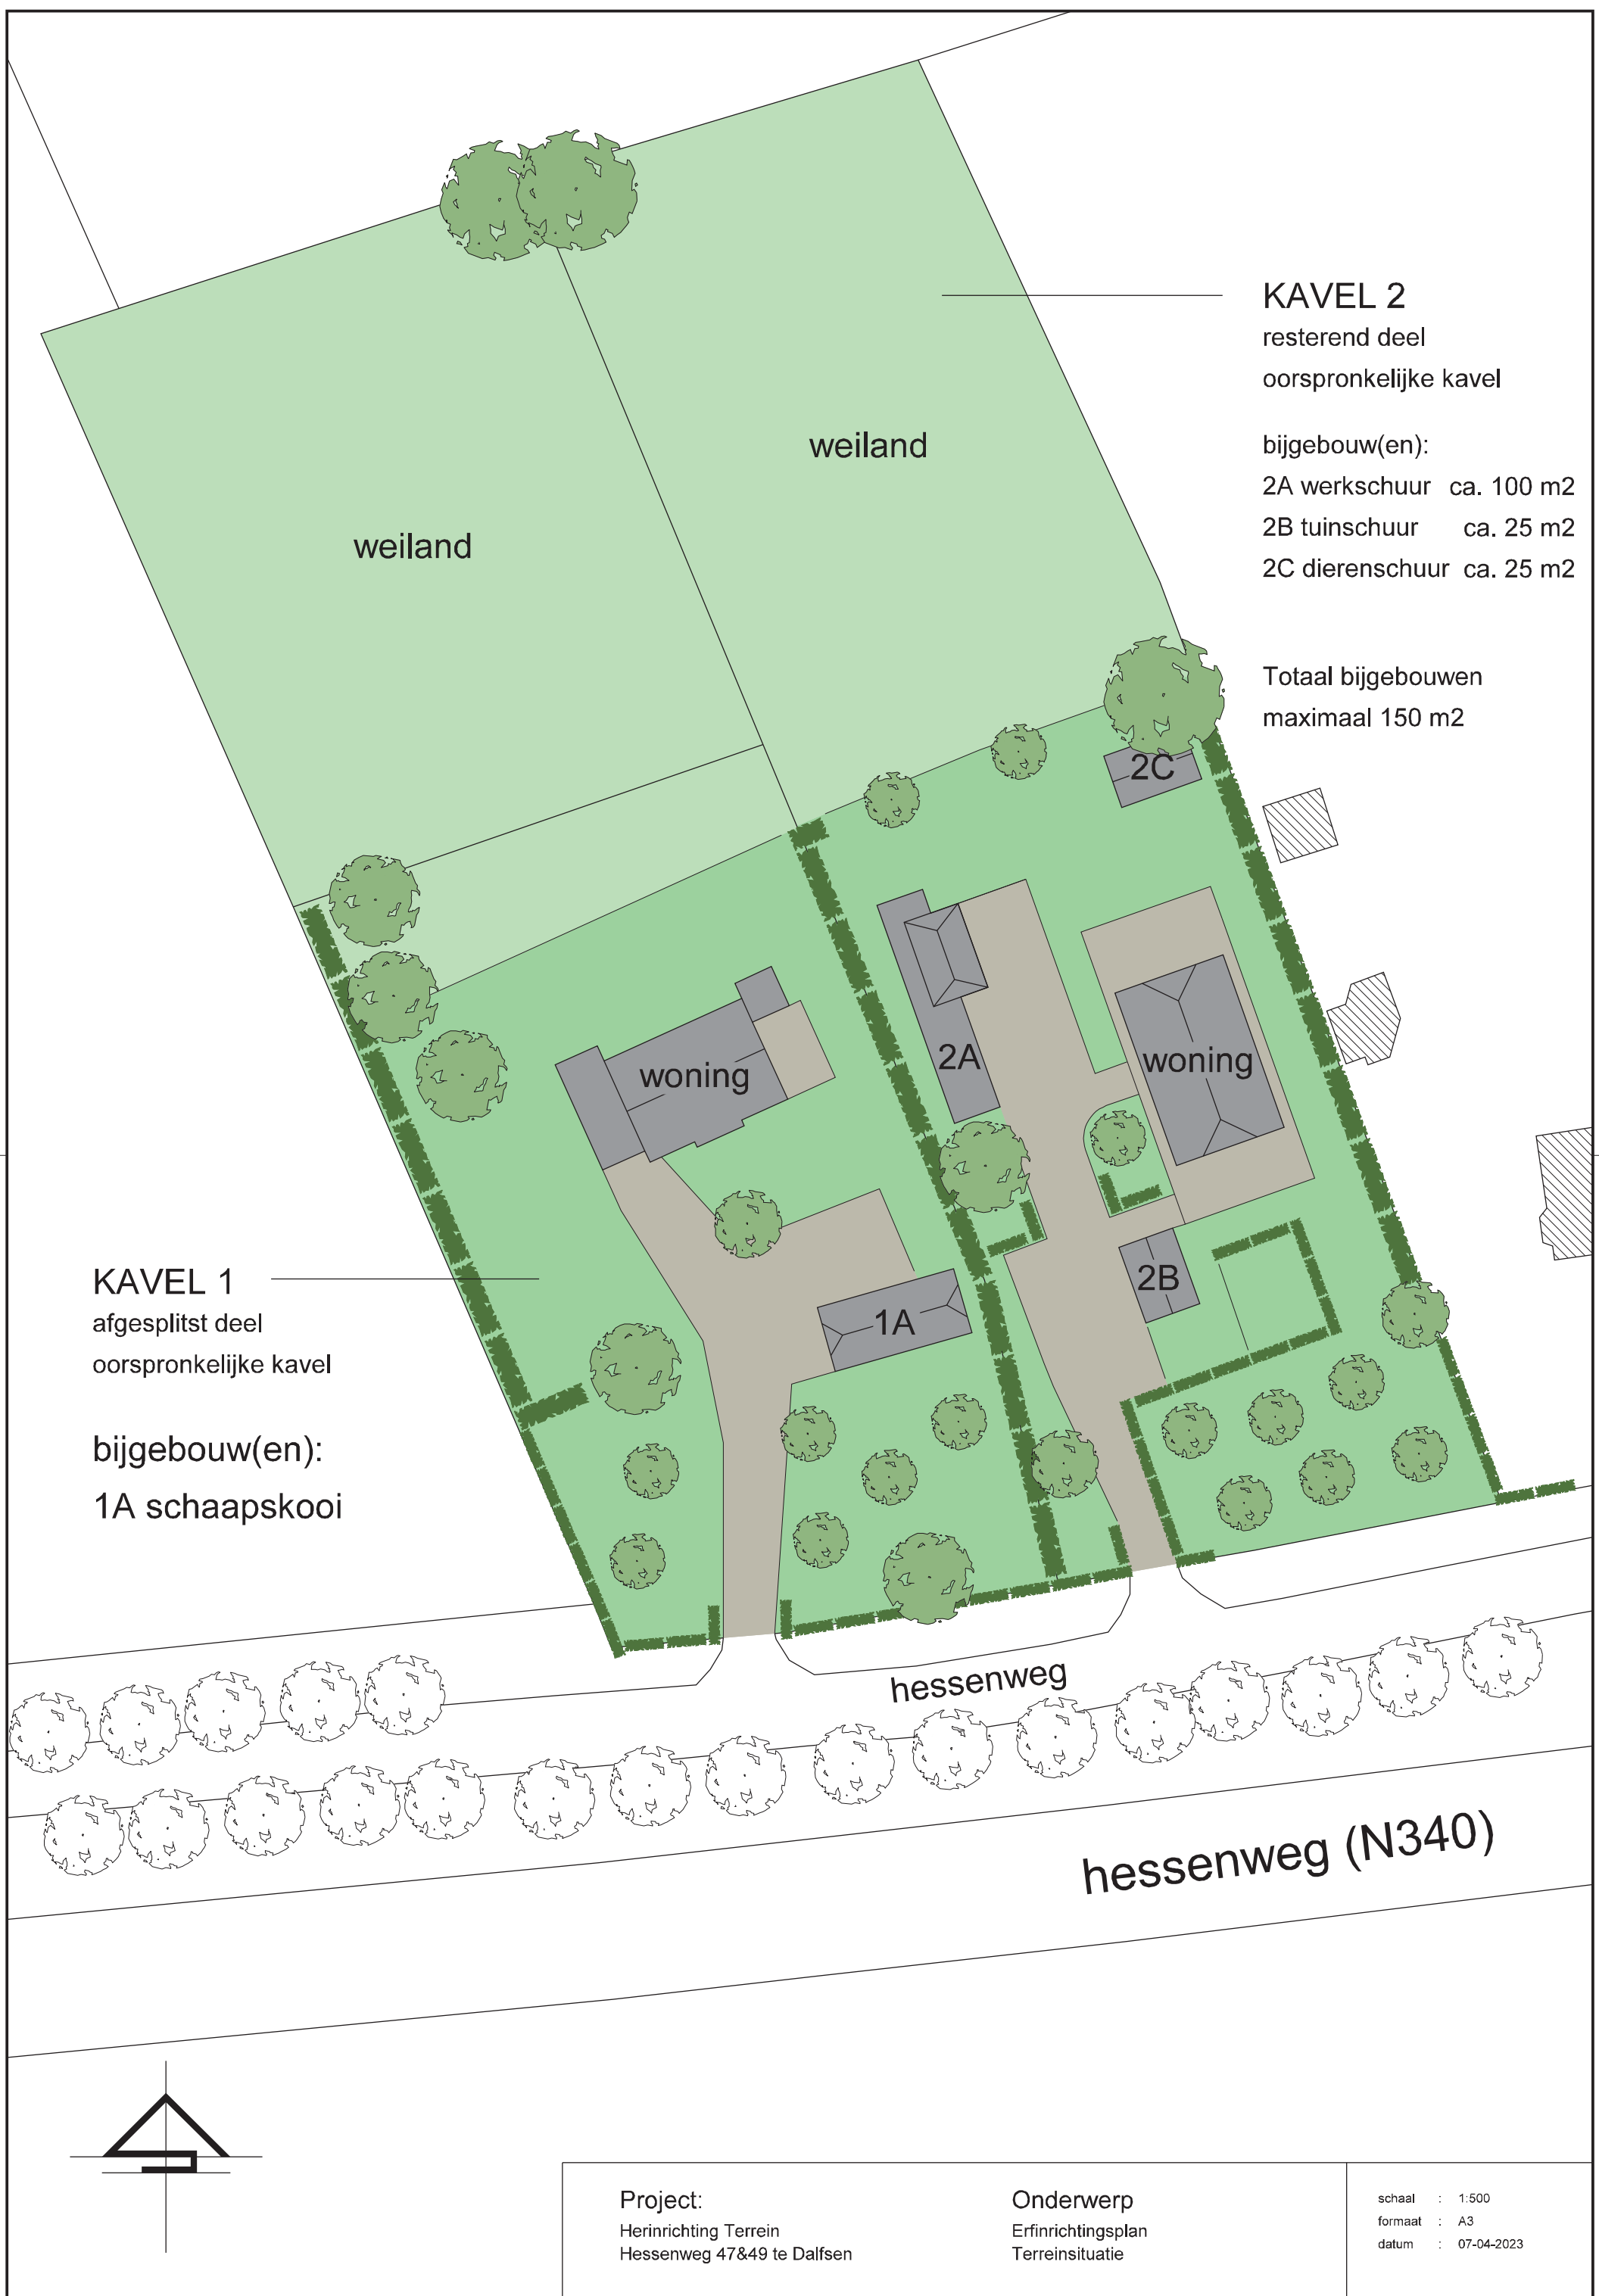 KAVEL 2
resterend deel
oorspronkelijke kavel
bijgebouw(en):
2A werkschuur ca. 100 m2
2B tuinschuur ca. 25 m2
2C dierenschuur ca. 25 m2
Totaal bijgebouwen
maximaal 150 m2
weiland
weiland
2C
2A
woning
woning
2B
1A
KAVEL 1
afgesplitst deel
oorspronkelijke kavel
bijgebouw(en):
1A schaapskooi
hessenweg
hessenweg (N340)
Project:
Herinrichting Terrein
Hessenweg 47&49 te Dalfsen
Onderwerp
Erfinrichtingsplan
Terreinsituatie
schaal : 1:500
formaat : A3
datum : 07-04-2023